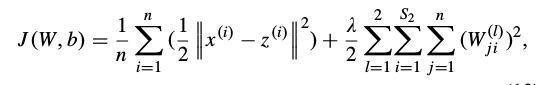 J(W, b) = \frac{1}{n} \sum_{i=1}^{n} ( \frac{1}{2} \left\| x^{(i)} - z^{(i)} \right\|^2 ) + \frac{\lambda}{2} \sum_{l=1}^{2} \sum_{i=1}^{S_2} \sum_{j=1}^{n} (W_{ji}^{(l)})^2,